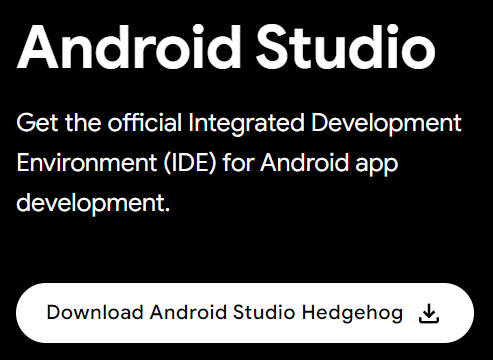 Android Studio
Get the official Integrated Development
Environment (IDE) for Android app
development.
Download Android Studio Hedgehog